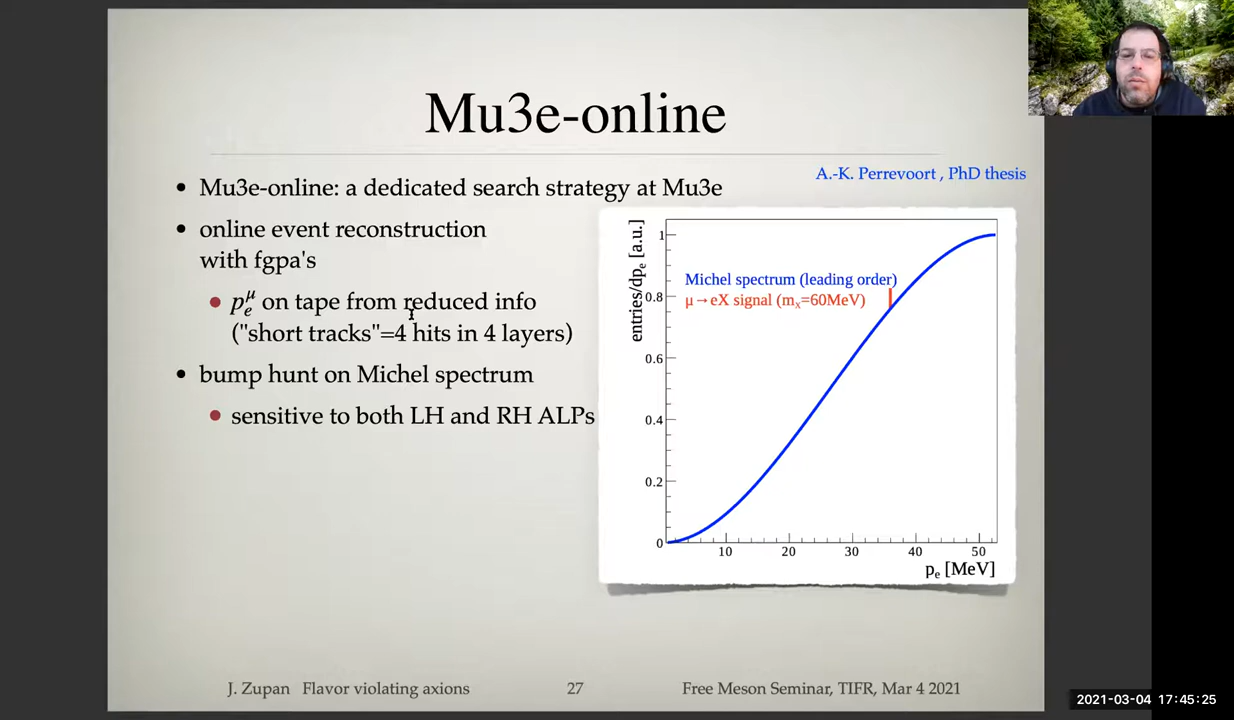 Mu3e-online
A.-K. Perrevoort , PhD thesis
• Mu3e-online: a dedicated search strategy at Mu3e
• online event reconstruction
with fgpa's
• pₑ^μ on tape from reduced info
("short tracks"=4 hits in 4 layers)
• bump hunt on Michel spectrum
• sensitive to both LH and RH ALPs
entries/dpₑ [a.u.]
1
0.8
0.6
0.4
0.2
0
Michel spectrum (leading order)
μ→eX signal (mₓ=60MeV)
10 20 30 40 50
pₑ [MeV]
J. Zupan Flavor violating axions 27 Free Meson Seminar, TIFR, Mar 4 2021
2021-03-04 17:45:25